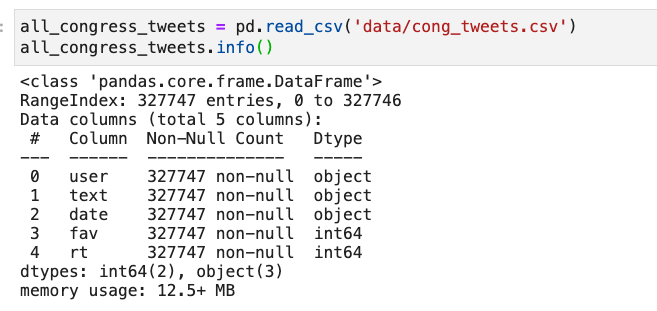 all_congress_tweets = pd.read_csv('data/cong_tweets.csv')
all_congress_tweets.info()
<class 'pandas.core.frame.DataFrame'>
RangeIndex: 327747 entries, 0 to 327746
Data columns (total 5 columns):
 #   Column  Non-Null Count   Dtype
---  ------  --------------   -----
 0   user    327747 non-null  object
 1   text    327747 non-null  object
 2   date    327747 non-null  object
 3   fav     327747 non-null  int64
 4   rt      327747 non-null  int64
dtypes: int64(2), object(3)
memory usage: 12.5+ MB